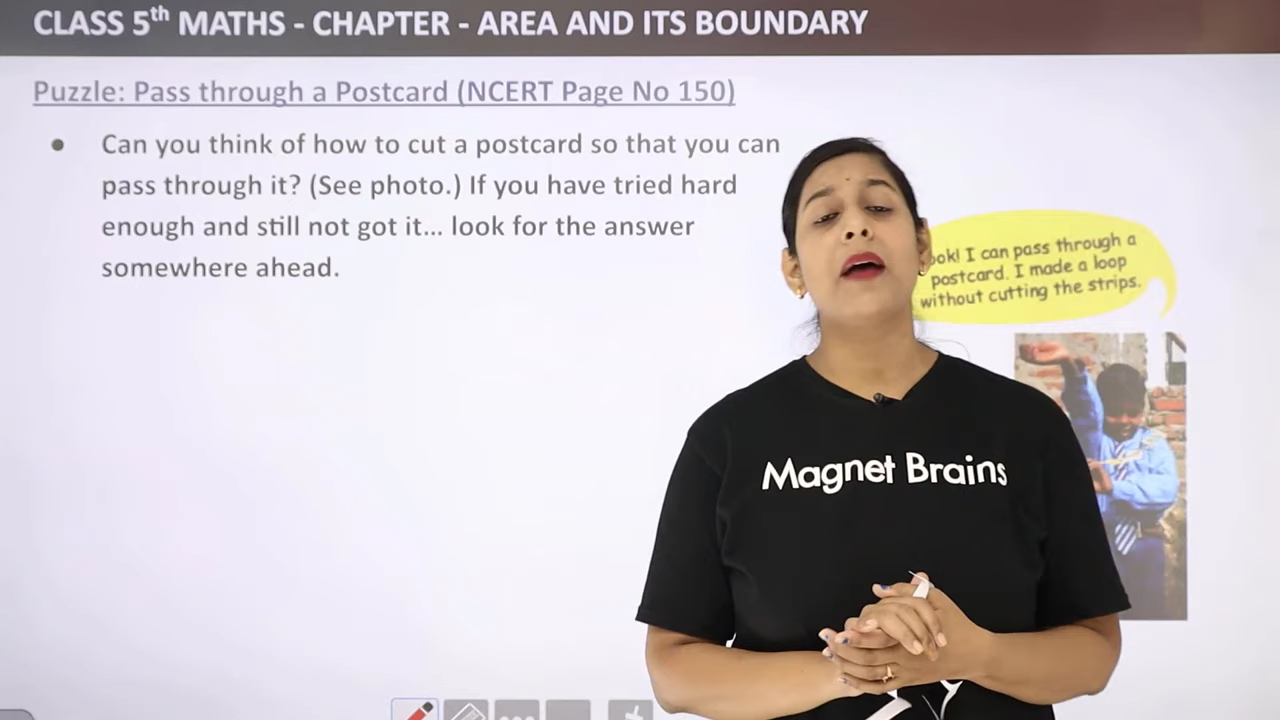 CLASS 5th MATHS - CHAPTER - AREA AND ITS BOUNDARY
Puzzle: Pass through a Postcard (NCERT Page No 150)
● Can you think of how to cut a postcard so that you can
pass through it? (See photo.) If you have tried hard
enough and still not got it... look for the answer
somewhere ahead.
I can pass through a
postcard. I made a loop
without cutting the strips.
Magnet Brains